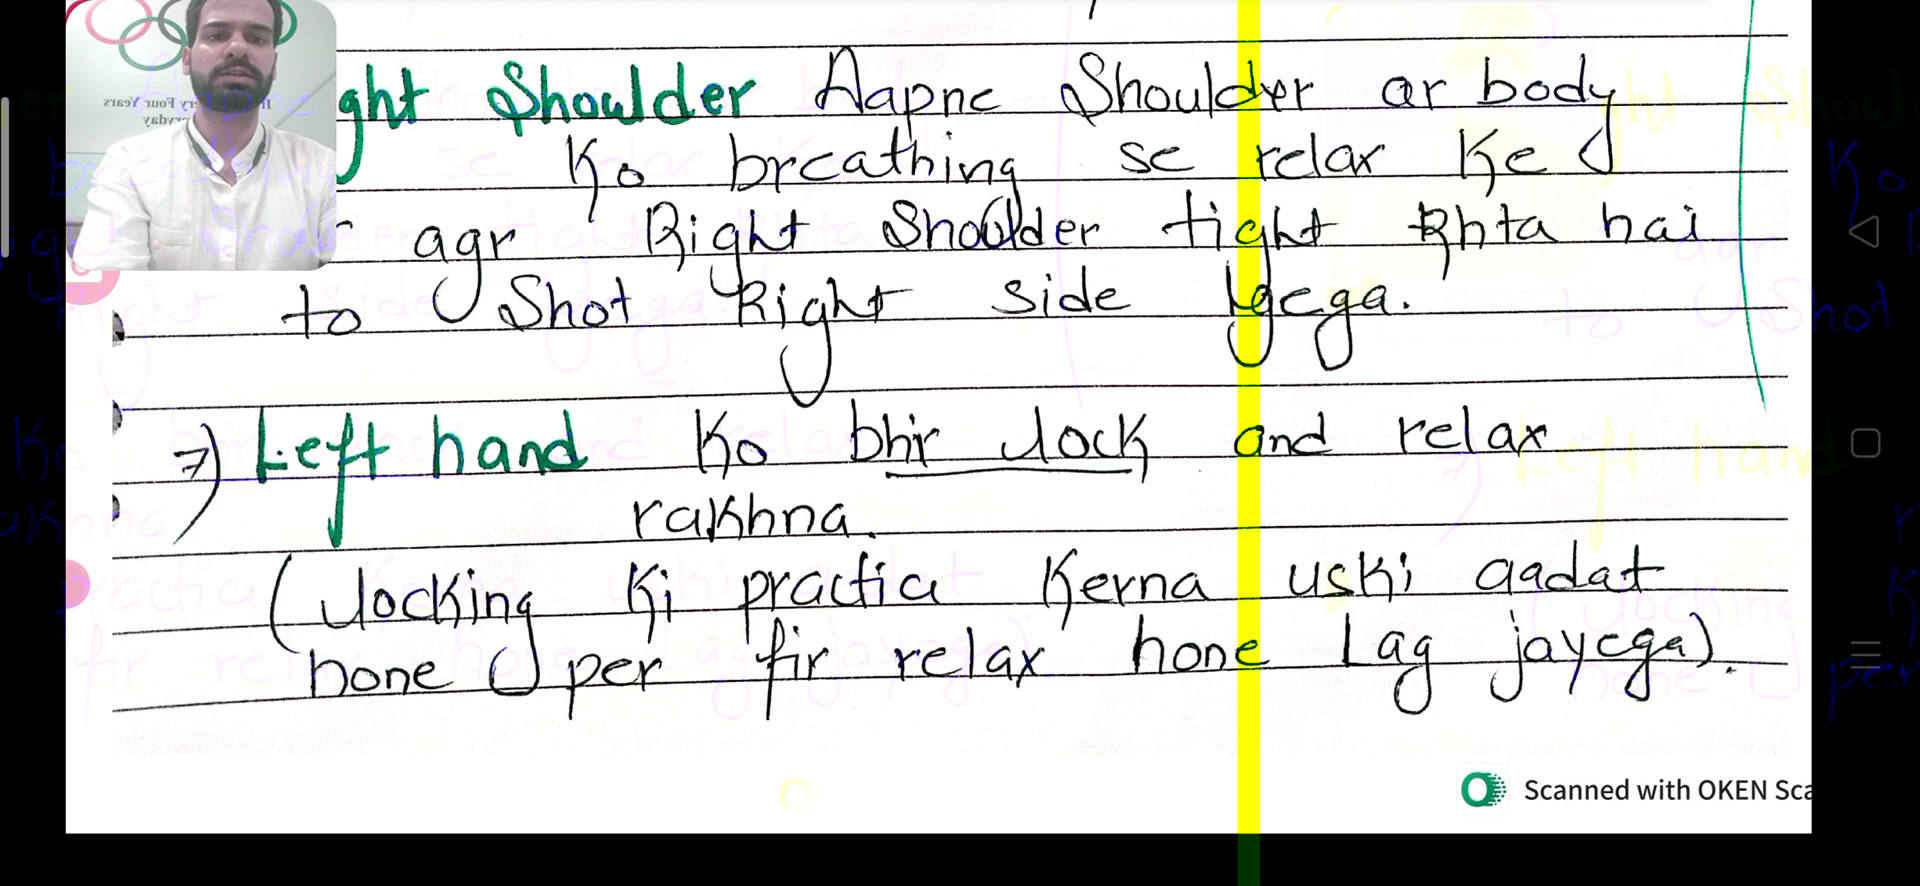 ght Shoulder Aapne Shoulder ar body
Ko breathing se relax Ke
agr Right Shoulder tight Rhta hai
to Shot Right side lgega.
7) Left hand Ko bhir lock and relax
rakhna.
(locking Ki practia Kerna uski aadat
hone per fir relax hone Lag jayega).
Scanned with OKEN Sca